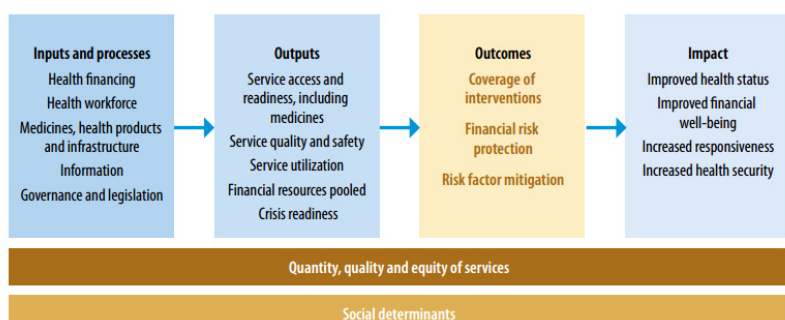 Inputs and processes
Health financing
Health workforce
Medicines, health products
and infrastructure
Information
Governance and legislation
Outputs
Service access and
readiness, including
medicines
Service quality and safety
Service utilization
Financial resources pooled
Crisis readiness
Outcomes
Coverage of
interventions
Financial risk
protection
Risk factor mitigation
Impact
Improved health status
Improved financial
well-being
Increased responsiveness
Increased health security
Quantity, quality and equity of services
Social determinants